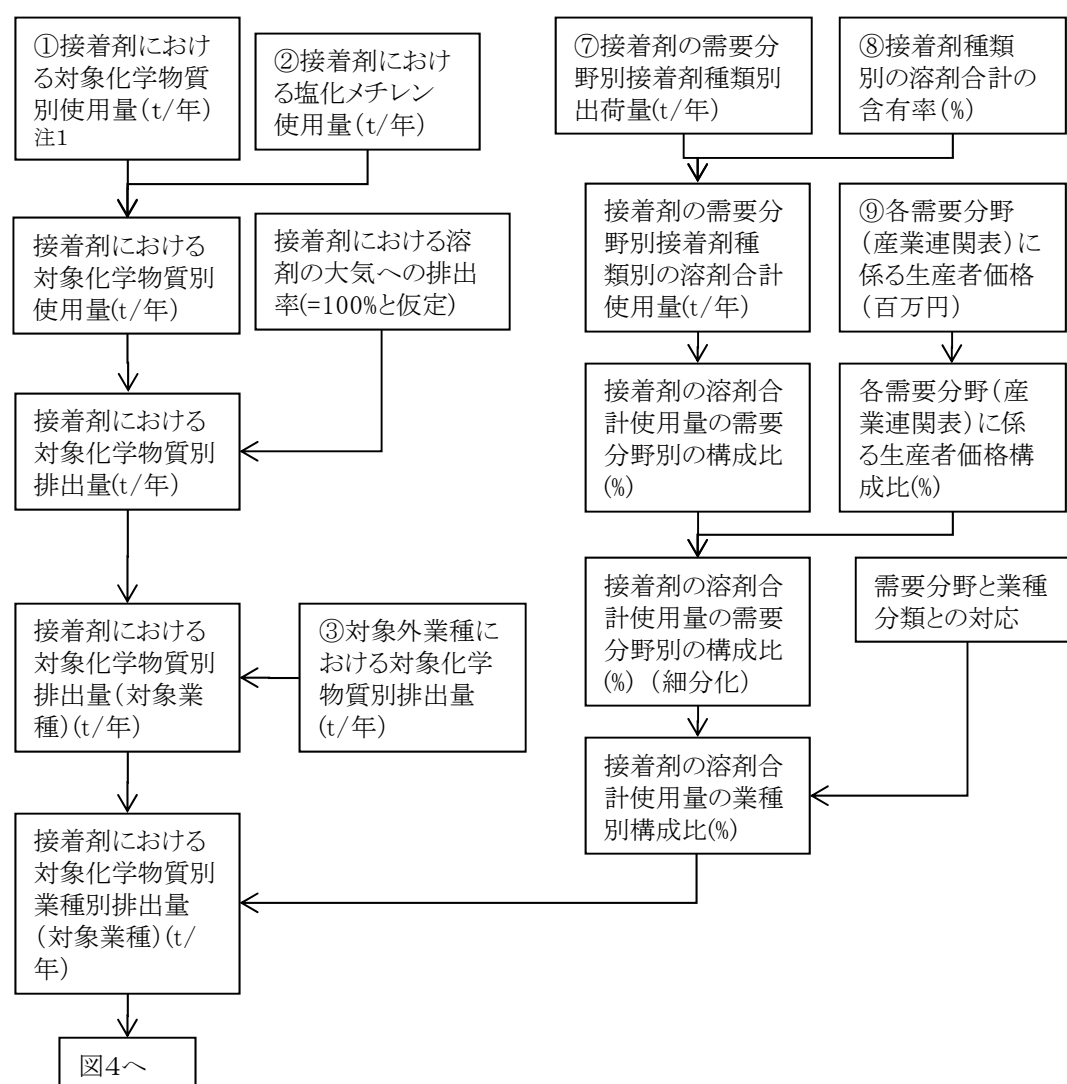 ①接着剤におけ
る対象化学物質
別使用量(t/年)
注1
②接着剤におけ
る塩化メチレン
使用量(t/年)
⑦接着剤の需要分
野別接着剤種類別
出荷量(t/年)
⑧接着剤種類
別の溶剤合計の
含有率(%)
接着剤における
対象化学物質別
使用量(t/年)
接着剤における溶
剤の大気への排出
率(=100%と仮定)
接着剤の需要分
野別接着剤種
類別の溶剤合計
使用量(t/年)
⑨各需要分野
(産業連関表)に
係る生産者価格
(百万円)
接着剤における
対象化学物質別
排出量(t/年)
接着剤の溶剤合
計使用量の需要
分野別の構成比
(%)
各需要分野(産
業連関表)に係
る生産者価格構
成比(%)
接着剤における
対象化学物質別
排出量(対象業
種)(t/年)
③対象外業種に
おける対象化学
物質別排出量
(t/年)
接着剤の溶剤合
計使用量の需要
分野別の構成比
(%) (細分化)
需要分野と業種
分類との対応
接着剤の溶剤合
計使用量の業種
別構成比(%)
接着剤における
対象化学物質別
業種別排出量
(対象業種)(t/
年)
図4へ